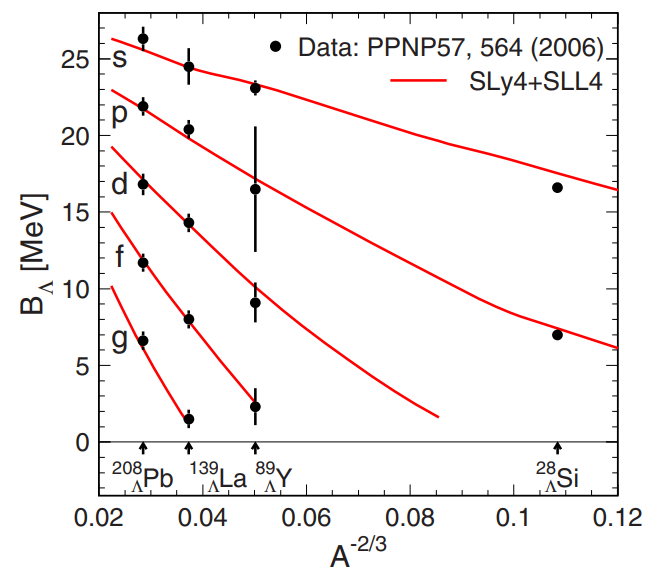 Data: PPNP57, 564 (2006)
SLy4+SLL4
s
p
d
f
g
B_Λ [MeV]
25
20
15
10
5
0
²⁰⁸_ΛPb ¹³⁹_ΛLa ⁸⁹_ΛY ²⁸_ΛSi
0.02 0.04 0.06 0.08 0.1 0.12
A^-2/3